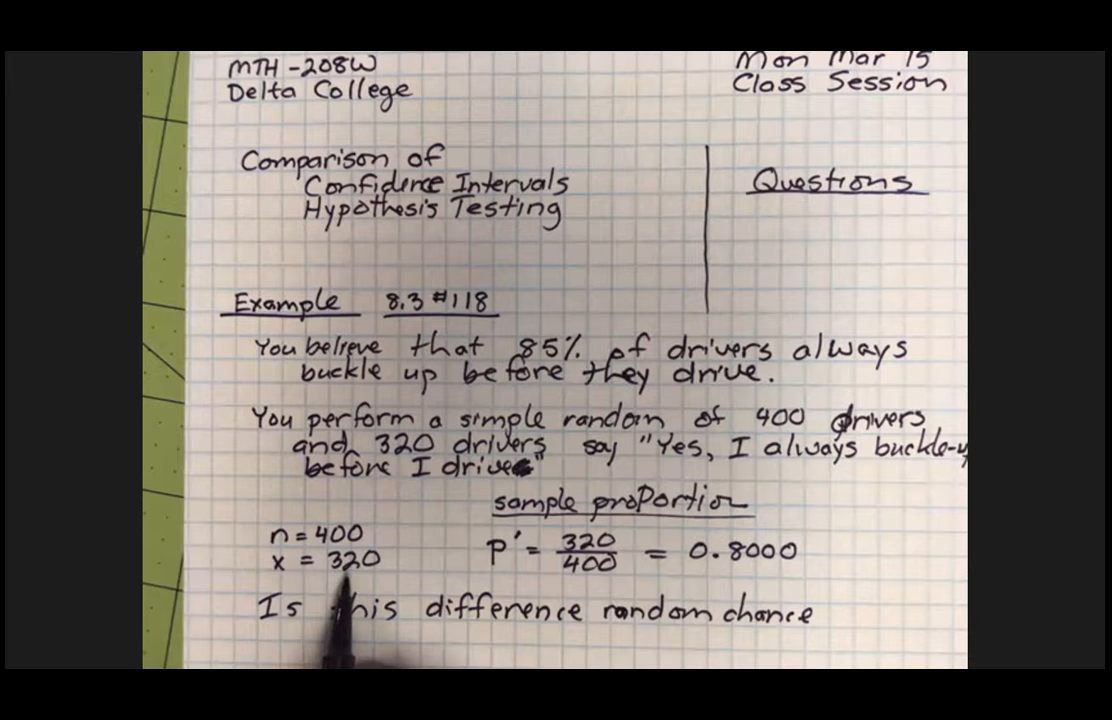 MTH-208W
Delta College
Mon Mar 15
Class Session
Comparison of
Confidence Intervals
Hypothesis Testing
Questions
Example 8.3 #118
You believe that 85% of drivers always
buckle up before they drive.
You perform a simple random of 400 drivers
and 320 drivers say "Yes, I always buckle-u
before I drive"
sample proportion
n = 400
x = 320
p' = 320/400 = 0.8000
Is this difference random chance